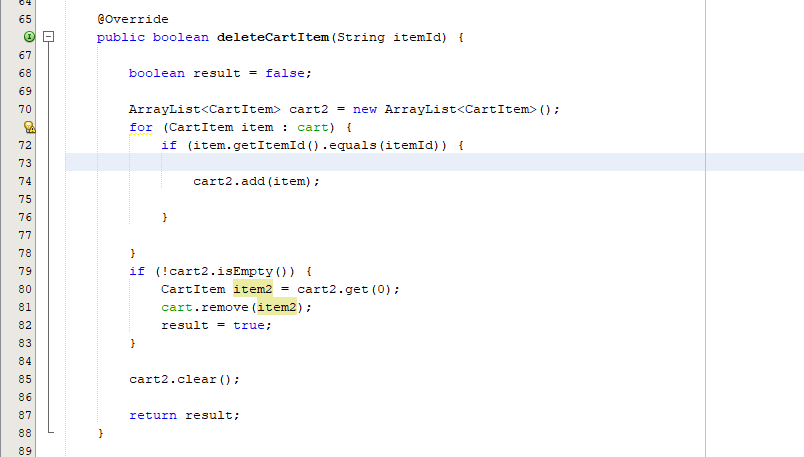 64
65 @Override
public boolean deleteCartItem(String itemId) {
67
68 boolean result = false;
69
70 ArrayList<CartItem> cart2 = new ArrayList<CartItem>();
for (CartItem item : cart) {
72 if (item.getItemId().equals(itemId)) {
73
74 cart2.add(item);
75
76 }
77
78 }
79 if (!cart2.isEmpty()) {
80 CartItem item2 = cart2.get(0);
81 cart.remove(item2);
82 result = true;
83 }
84
85 cart2.clear();
86
87 return result;
88 }
89